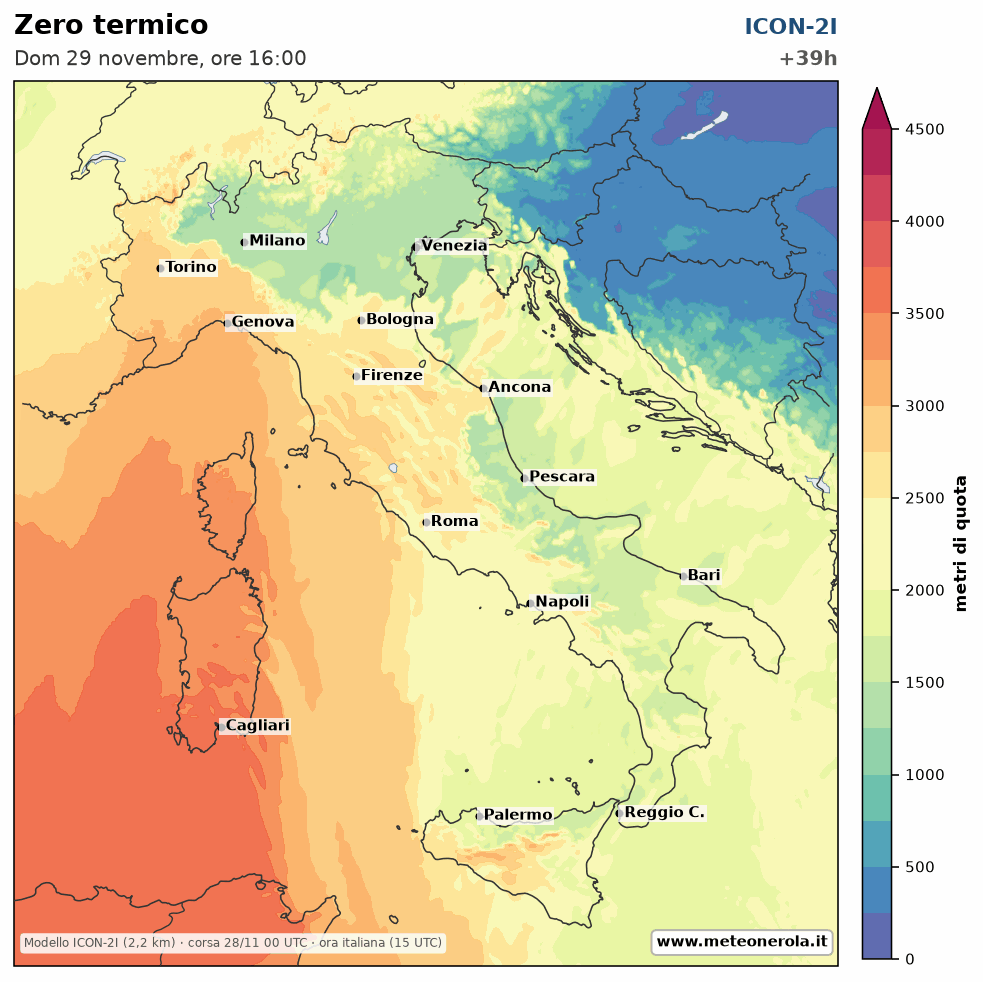 Zero termico
ICON-2I
Dom 29 novembre, ore 16:00
+39h
4500
4000
3500
3000
2500
2000
1500
1000
500
0
metri di quota
Milano
Venezia
Torino
Genova
Bologna
Firenze
Ancona
Pescara
Roma
Bari
Napoli
Cagliari
Palermo
Reggio C.
Modello ICON-2I (2,2 km) · corsa 28/11 00 UTC · ora italiana (15 UTC)
www.meteonerola.it